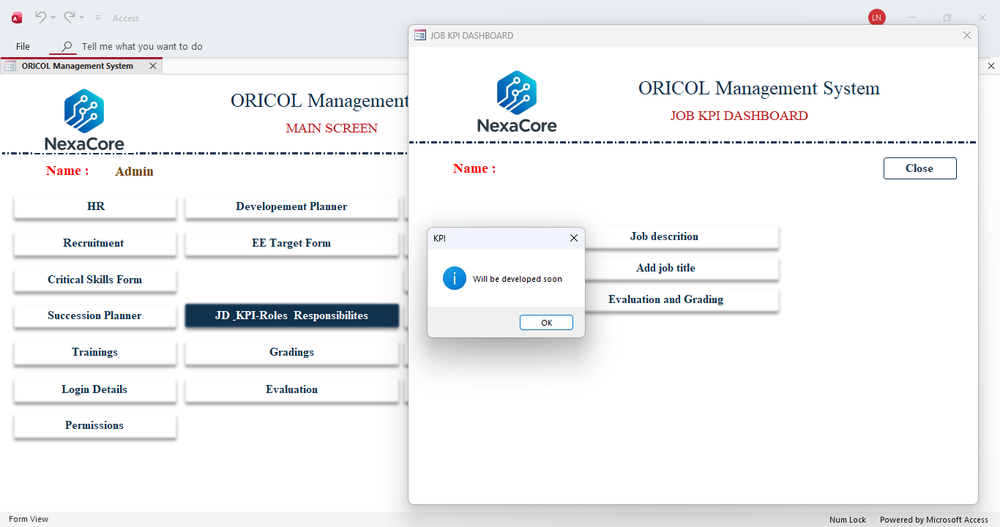 Access
LN
File
Tell me what you want to do
ORICOL Management System
NexaCore
ORICOL Management
MAIN SCREEN
Name :
Admin
HR
Developement Planner
Recruitment
EE Target Form
Critical Skills Form
Succession Planner
JD _KPI-Roles Responsibilites
Trainings
Gradings
Login Details
Evaluation
Permissions
JOB KPI DASHBOARD
NexaCore
ORICOL Management System
JOB KPI DASHBOARD
Name :
Close
Job descrition
Add job title
Evaluation and Grading
KPI
Will be developed soon
OK
Form View
Num Lock
Powered by Microsoft Access